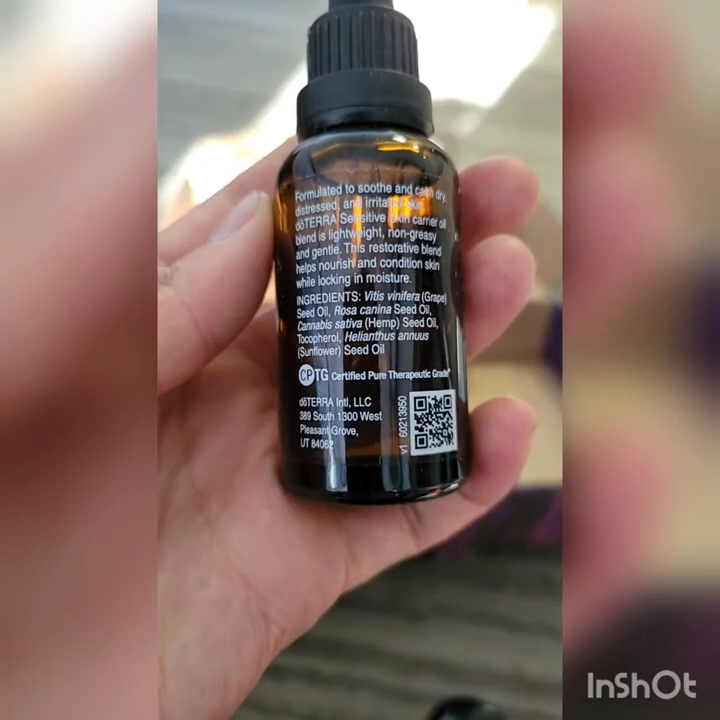 Formulated to soothe and calm dry,
distressed, and irritated skin,
dōTERRA Sensitive skin carrier oil
blend is lightweight, non-greasy
and gentle. This restorative blend
helps nourish and condition skin
while locking in moisture.
INGREDIENTS: Vitis vinifera (Grape)
Seed Oil, Rosa canina Seed Oil,
Cannabis sativa (Hemp) Seed Oil,
Tocopherol, Helianthus annuus
(Sunflower) Seed Oil
CPTG Certified Pure Therapeutic Grade®
dōTERRA Intl, LLC
389 South 1300 West
Pleasant Grove,
UT 84062
v1 60213950
InShOt